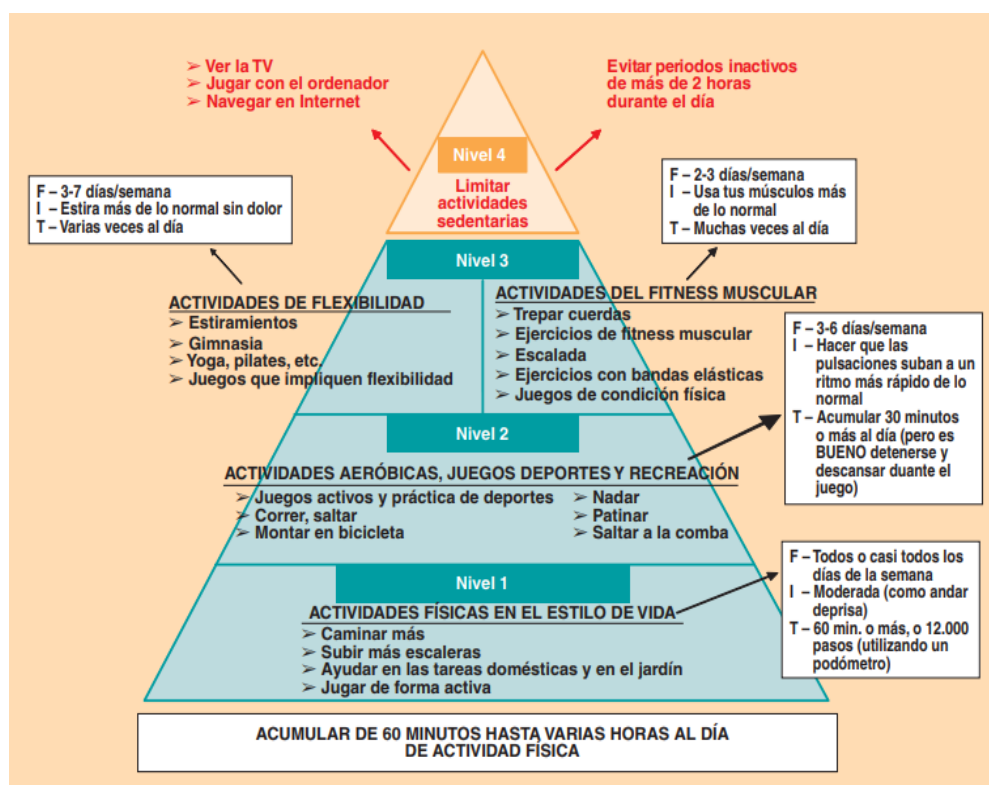 ➢ Ver la TV
➢ Jugar con el ordenador
➢ Navegar en Internet
Evitar periodos inactivos
de más de 2 horas
durante el día
Nivel 4
Limitar
actividades
sedentarias
F – 3-7 días/semana
I – Estira más de lo normal sin dolor
T – Varias veces al día
F – 2-3 días/semana
I – Usa tus músculos más
de lo normal
T – Muchas veces al día
Nivel 3
ACTIVIDADES DE FLEXIBILIDAD
➢ Estiramientos
➢ Gimnasia
➢ Yoga, pilates, etc.
➢ Juegos que impliquen flexibilidad
ACTIVIDADES DEL FITNESS MUSCULAR
➢ Trepar cuerdas
➢ Ejercicios de fitness muscular
➢ Escalada
➢ Ejercicios con bandas elásticas
➢ Juegos de condición física
F – 3-6 días/semana
I – Hacer que las
pulsaciones suban a un
ritmo más rápido de lo
normal
T – Acumular 30 minutos
o más al día (pero es
BUENO detenerse y
descansar duante el
juego)
Nivel 2
ACTIVIDADES AERÓBICAS, JUEGOS DEPORTES Y RECREACIÓN
➢ Juegos activos y práctica de deportes
➢ Correr, saltar
➢ Montar en bicicleta
➢ Nadar
➢ Patinar
➢ Saltar a la comba
F – Todos o casi todos los
días de la semana
I – Moderada (como andar
deprisa)
T – 60 min. o más, o 12.000
pasos (utilizando un
podómetro)
Nivel 1
ACTIVIDADES FÍSICAS EN EL ESTILO DE VIDA
➢ Caminar más
➢ Subir más escaleras
➢ Ayudar en las tareas domésticas y en el jardín
➢ Jugar de forma activa
ACUMULAR DE 60 MINUTOS HASTA VARIAS HORAS AL DÍA
DE ACTIVIDAD FÍSICA